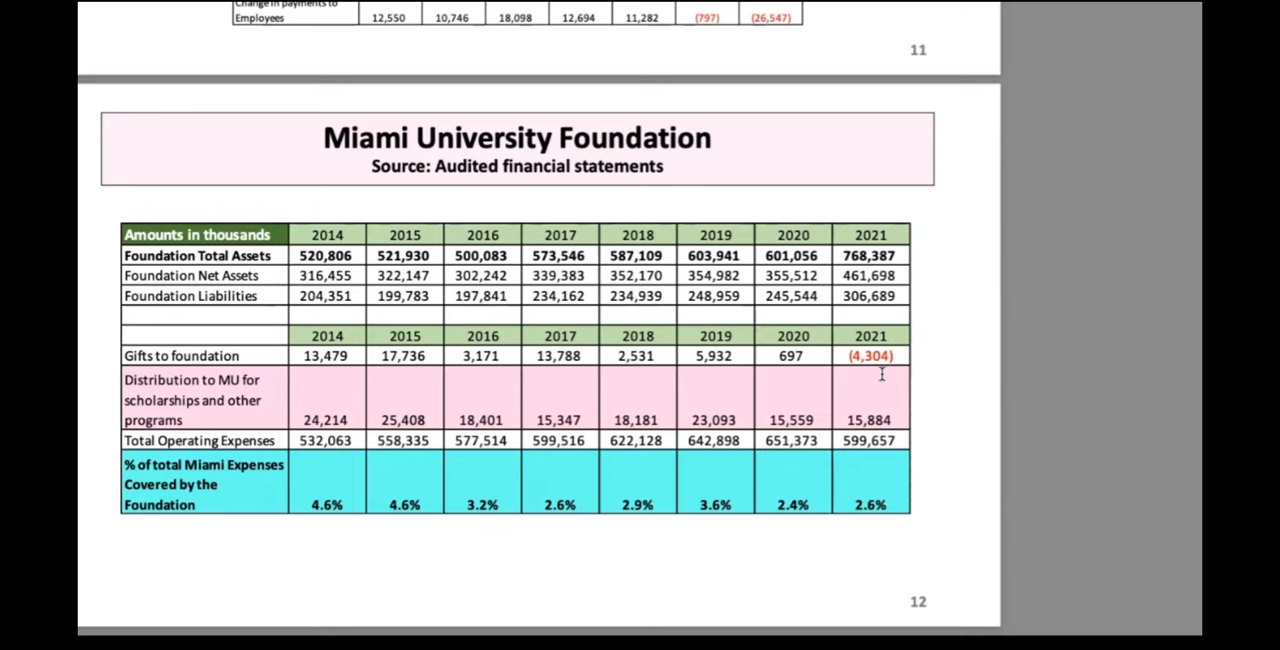 Change in payments to
Employees 12,550 10,746 18,098 12,694 11,282 (797) (26,547)
11
Miami University Foundation
Source: Audited financial statements
Amounts in thousands 2014 2015 2016 2017 2018 2019 2020 2021
Foundation Total Assets 520,806 521,930 500,083 573,546 587,109 603,941 601,056 768,387
Foundation Net Assets 316,455 322,147 302,242 339,383 352,170 354,982 355,512 461,698
Foundation Liabilities 204,351 199,783 197,841 234,162 234,939 248,959 245,544 306,689
2014 2015 2016 2017 2018 2019 2020 2021
Gifts to foundation 13,479 17,736 3,171 13,788 2,531 5,932 697 (4,304)
Distribution to MU for
scholarships and other
programs 24,214 25,408 18,401 15,347 18,181 23,093 15,559 15,884
Total Operating Expenses 532,063 558,335 577,514 599,516 622,128 642,898 651,373 599,657
% of total Miami Expenses
Covered by the
Foundation 4.6% 4.6% 3.2% 2.6% 2.9% 3.6% 2.4% 2.6%
12